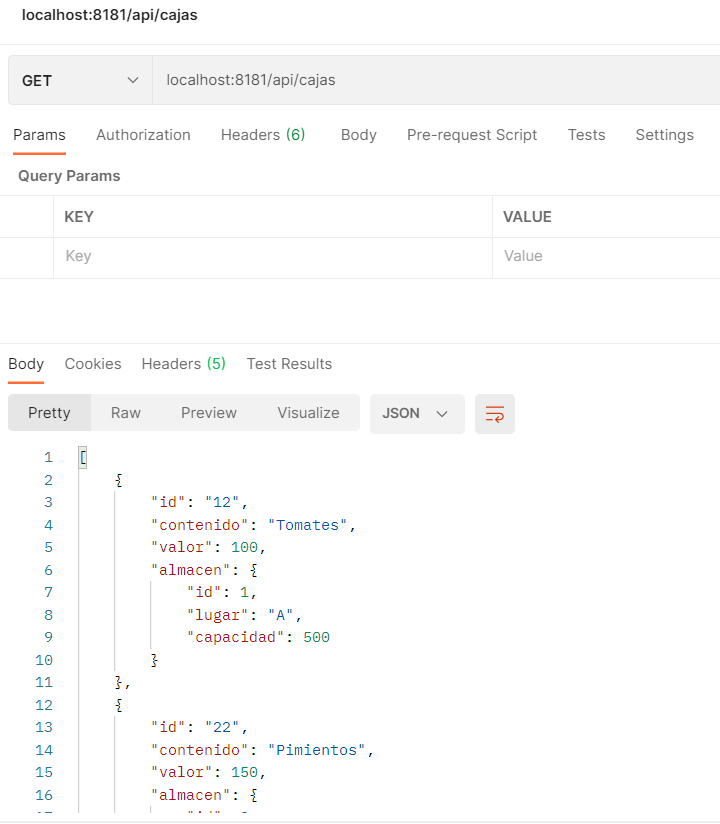 localhost:8181/api/cajas
GET localhost:8181/api/cajas
Params Authorization Headers (6) Body Pre-request Script Tests Settings
Query Params
KEY VALUE
Key Value
Body Cookies Headers (5) Test Results
Pretty Raw Preview Visualize JSON
1 [
2 {
3 "id": "12",
4 "contenido": "Tomates",
5 "valor": 100,
6 "almacen": {
7 "id": 1,
8 "lugar": "A",
9 "capacidad": 500
10 }
11 },
12 {
13 "id": "22",
14 "contenido": "Pimientos",
15 "valor": 150,
16 "almacen": {